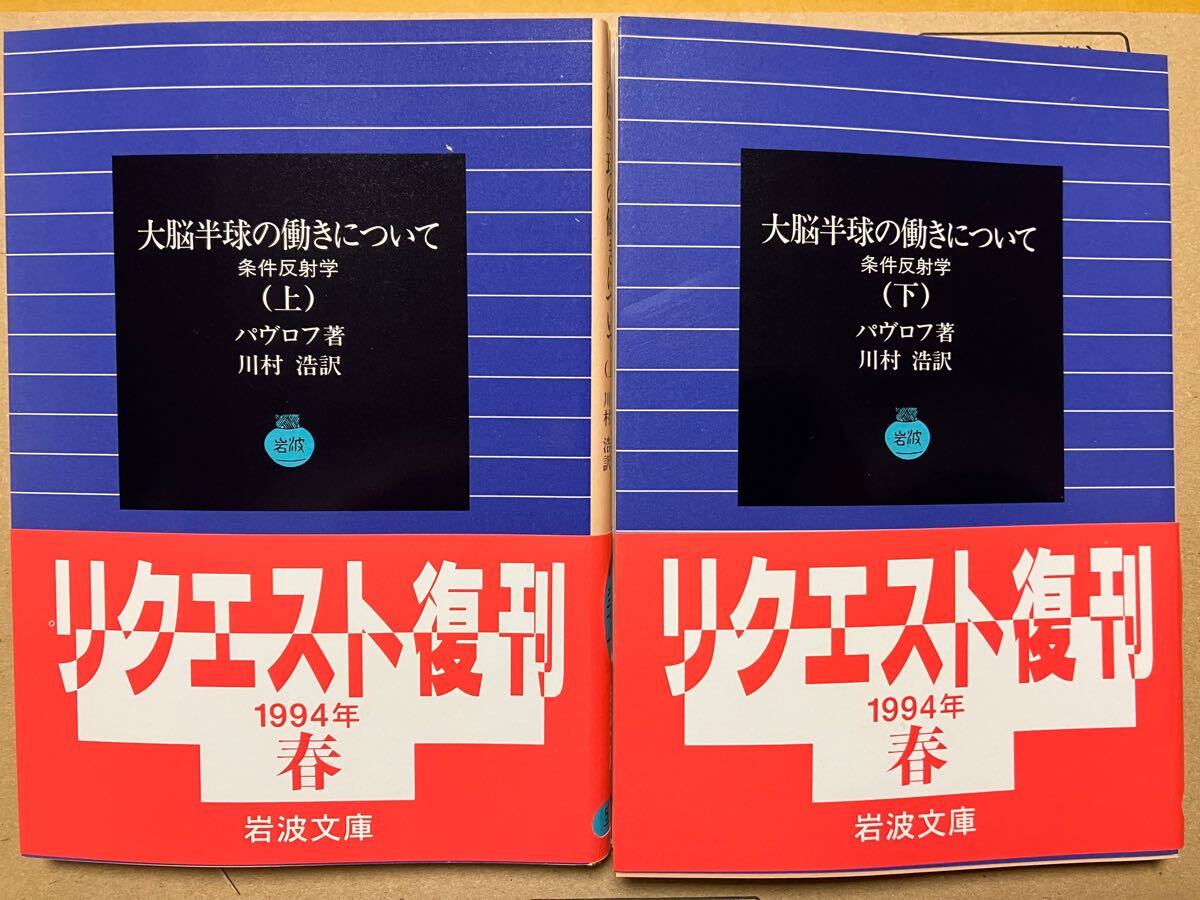 大脳半球の働きについて
条件反射学
(上)
パヴロフ著
川村 浩訳
岩波
リクエスト復刊
1994年
春
岩波文庫
川村 浩訳
大脳半球の働きについて
条件反射学
(下)
パヴロフ著
川村 浩訳
岩波
リクエスト復刊
1994年
春
岩波文庫